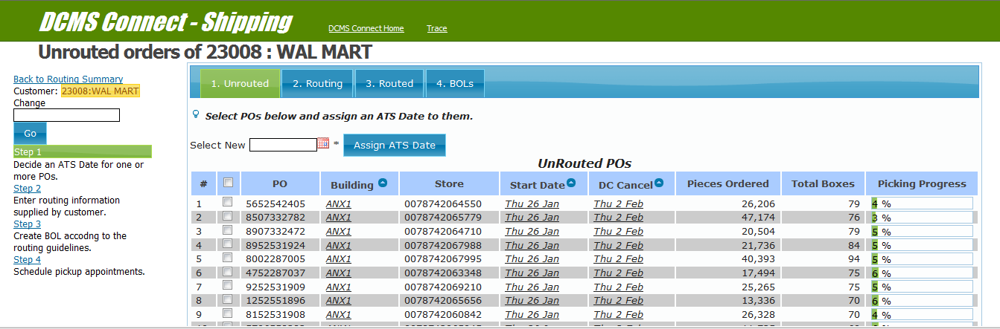 DCMS Connect - Shipping
DCMS Connect Home Trace
Unrouted orders of 23008 : WAL MART
Back to Routing Summary
Customer: 23008:WAL MART
Change
Go
Step 1
Decide an ATS Date for one or
more POs.
Step 2
Enter routing information
supplied by customer.
Step 3
Create BOL accodng to the
routing guidelines.
Step 4
Schedule pickup appointments.
1. Unrouted 2. Routing 3. Routed 4. BOLs
Select POs below and assign an ATS Date to them.
Select New * Assign ATS Date
UnRouted POs
# PO Building Store Start Date DC Cancel Pieces Ordered Total Boxes Picking Progress
1 5652542405 ANX1 0078742064550 Thu 26 Jan Thu 2 Feb 26,206 79 4 %
2 8507332782 ANX1 0078742065779 Thu 26 Jan Thu 2 Feb 47,174 76 3 %
3 8907332472 ANX1 0078742064710 Thu 26 Jan Thu 2 Feb 20,504 79 5 %
4 8952531924 ANX1 0078742067988 Thu 26 Jan Thu 2 Feb 21,736 84 5 %
5 8002287005 ANX1 0078742067995 Thu 26 Jan Thu 2 Feb 40,393 94 5 %
6 4752287037 ANX1 0078742063348 Thu 26 Jan Thu 2 Feb 17,494 75 6 %
7 9252531909 ANX1 0078742069210 Thu 26 Jan Thu 2 Feb 25,265 75 5 %
8 1252551896 ANX1 0078742065656 Thu 26 Jan Thu 2 Feb 13,336 70 6 %
9 8152531908 ANX1 0078742060842 Thu 26 Jan Thu 2 Feb 26,328 70 4 %